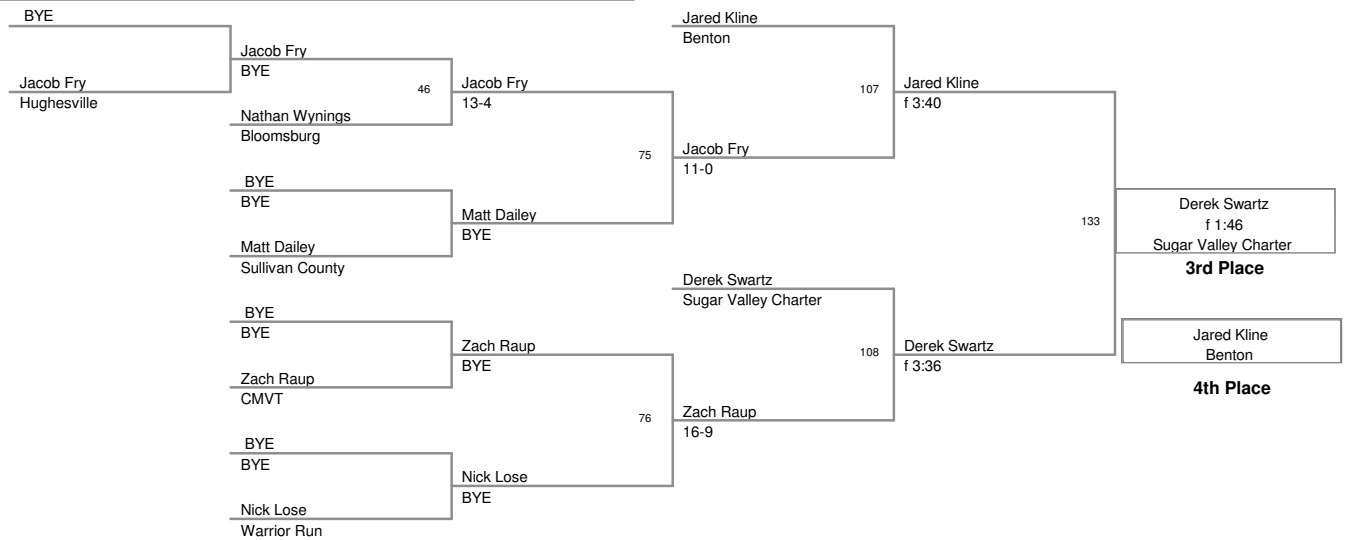 BYE
Jacob Fry
Hughesville
Jacob Fry
BYE
46
Nathan Wynings
Bloomsburg
BYE
BYE
Matt Dailey
Sullivan County
BYE
BYE
Zach Raup
CMVT
BYE
BYE
Nick Lose
Warrior Run
Jacob Fry
13-4
75
Matt Dailey
BYE
Zach Raup
BYE
76
Nick Lose
BYE
Jared Kline
Benton
107
Jacob Fry
11-0
Derek Swartz
Sugar Valley Charter
108
Zach Raup
16-9
Jared Kline
f 3:40
133
Derek Swartz
f 3:36
Derek Swartz
f 1:46
Sugar Valley Charter
3rd Place
Jared Kline
Benton
4th Place